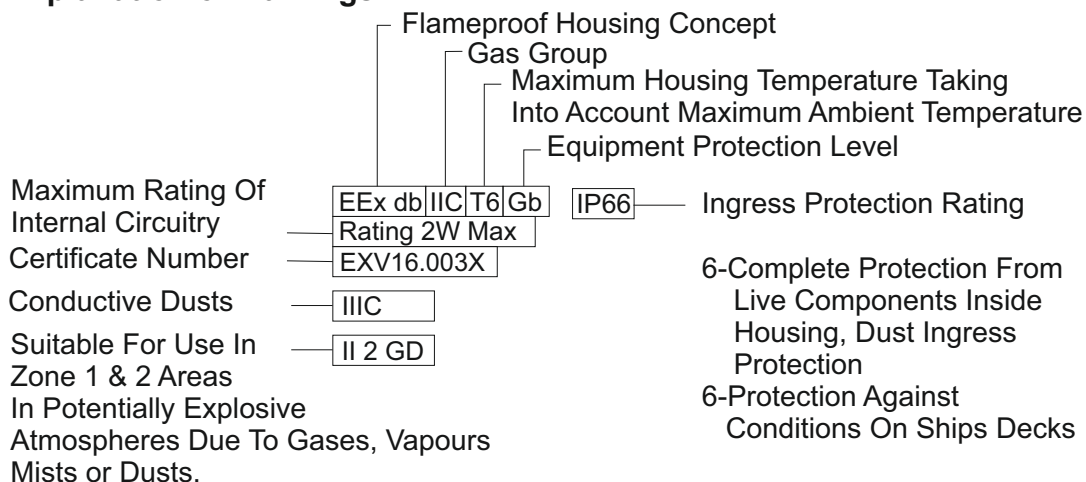 Flameproof Housing Concept
Gas Group
Maximum Housing Temperature Taking
Into Account Maximum Ambient Temperature
Equipment Protection Level
Maximum Rating Of
Internal Circuitry
EEx db IIC T6 Gb
IP66
Ingress Protection Rating
Rating 2W Max
Certificate Number
EXV16.003X
Conductive Dusts
IIIC
Suitable For Use In
Zone 1 & 2 Areas
In Potentially Explosive
Atmospheres Due To Gases, Vapours
Mists or Dusts.
II 2 GD
6-Complete Protection From
Live Components Inside
Housing, Dust Ingress
Protection
6-Protection Against
Conditions On Ships Decks